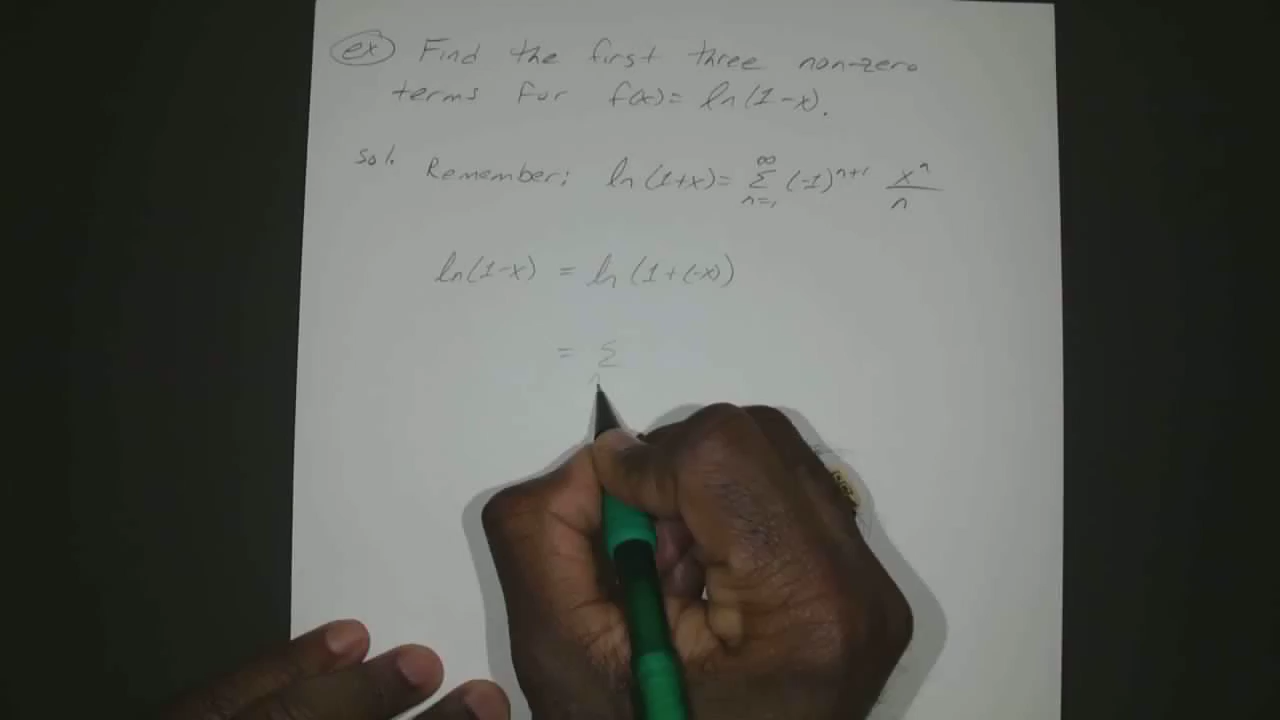 ex Find the first three non-zero
terms for f(x) = ln(1-x).
Sol. Remember: ln(1+x) = ∞ Σ n=1 (-1)^{n+1} x^n / n
ln(1-x) = ln(1+(-x))
= Σ
n